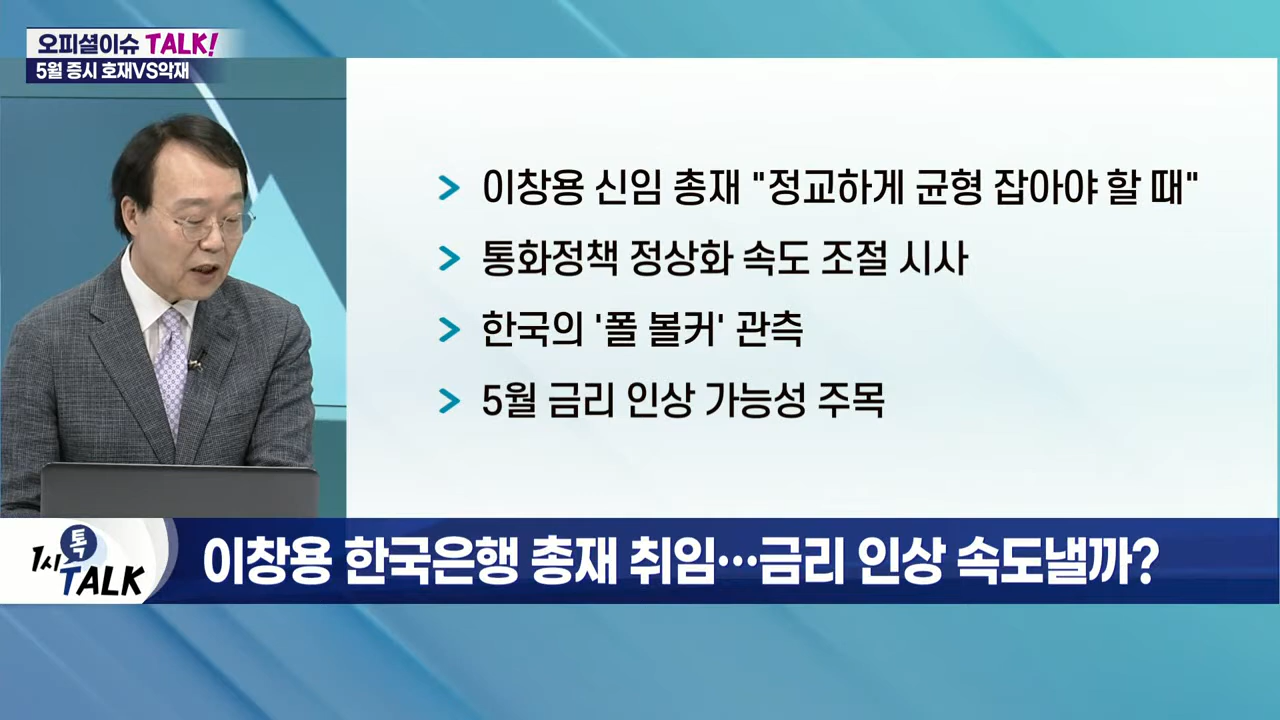 오피셜이슈 TALK!
5월 증시 호재VS악재
> 이창용 신임 총재 "정교하게 균형 잡아야 할 때"
> 통화정책 정상화 속도 조절 시사
> 한국의 '폴 볼커' 관측
> 5월 금리 인상 가능성 주목
1시 톡 TALK
이창용 한국은행 총재 취임…금리 인상 속도낼까?